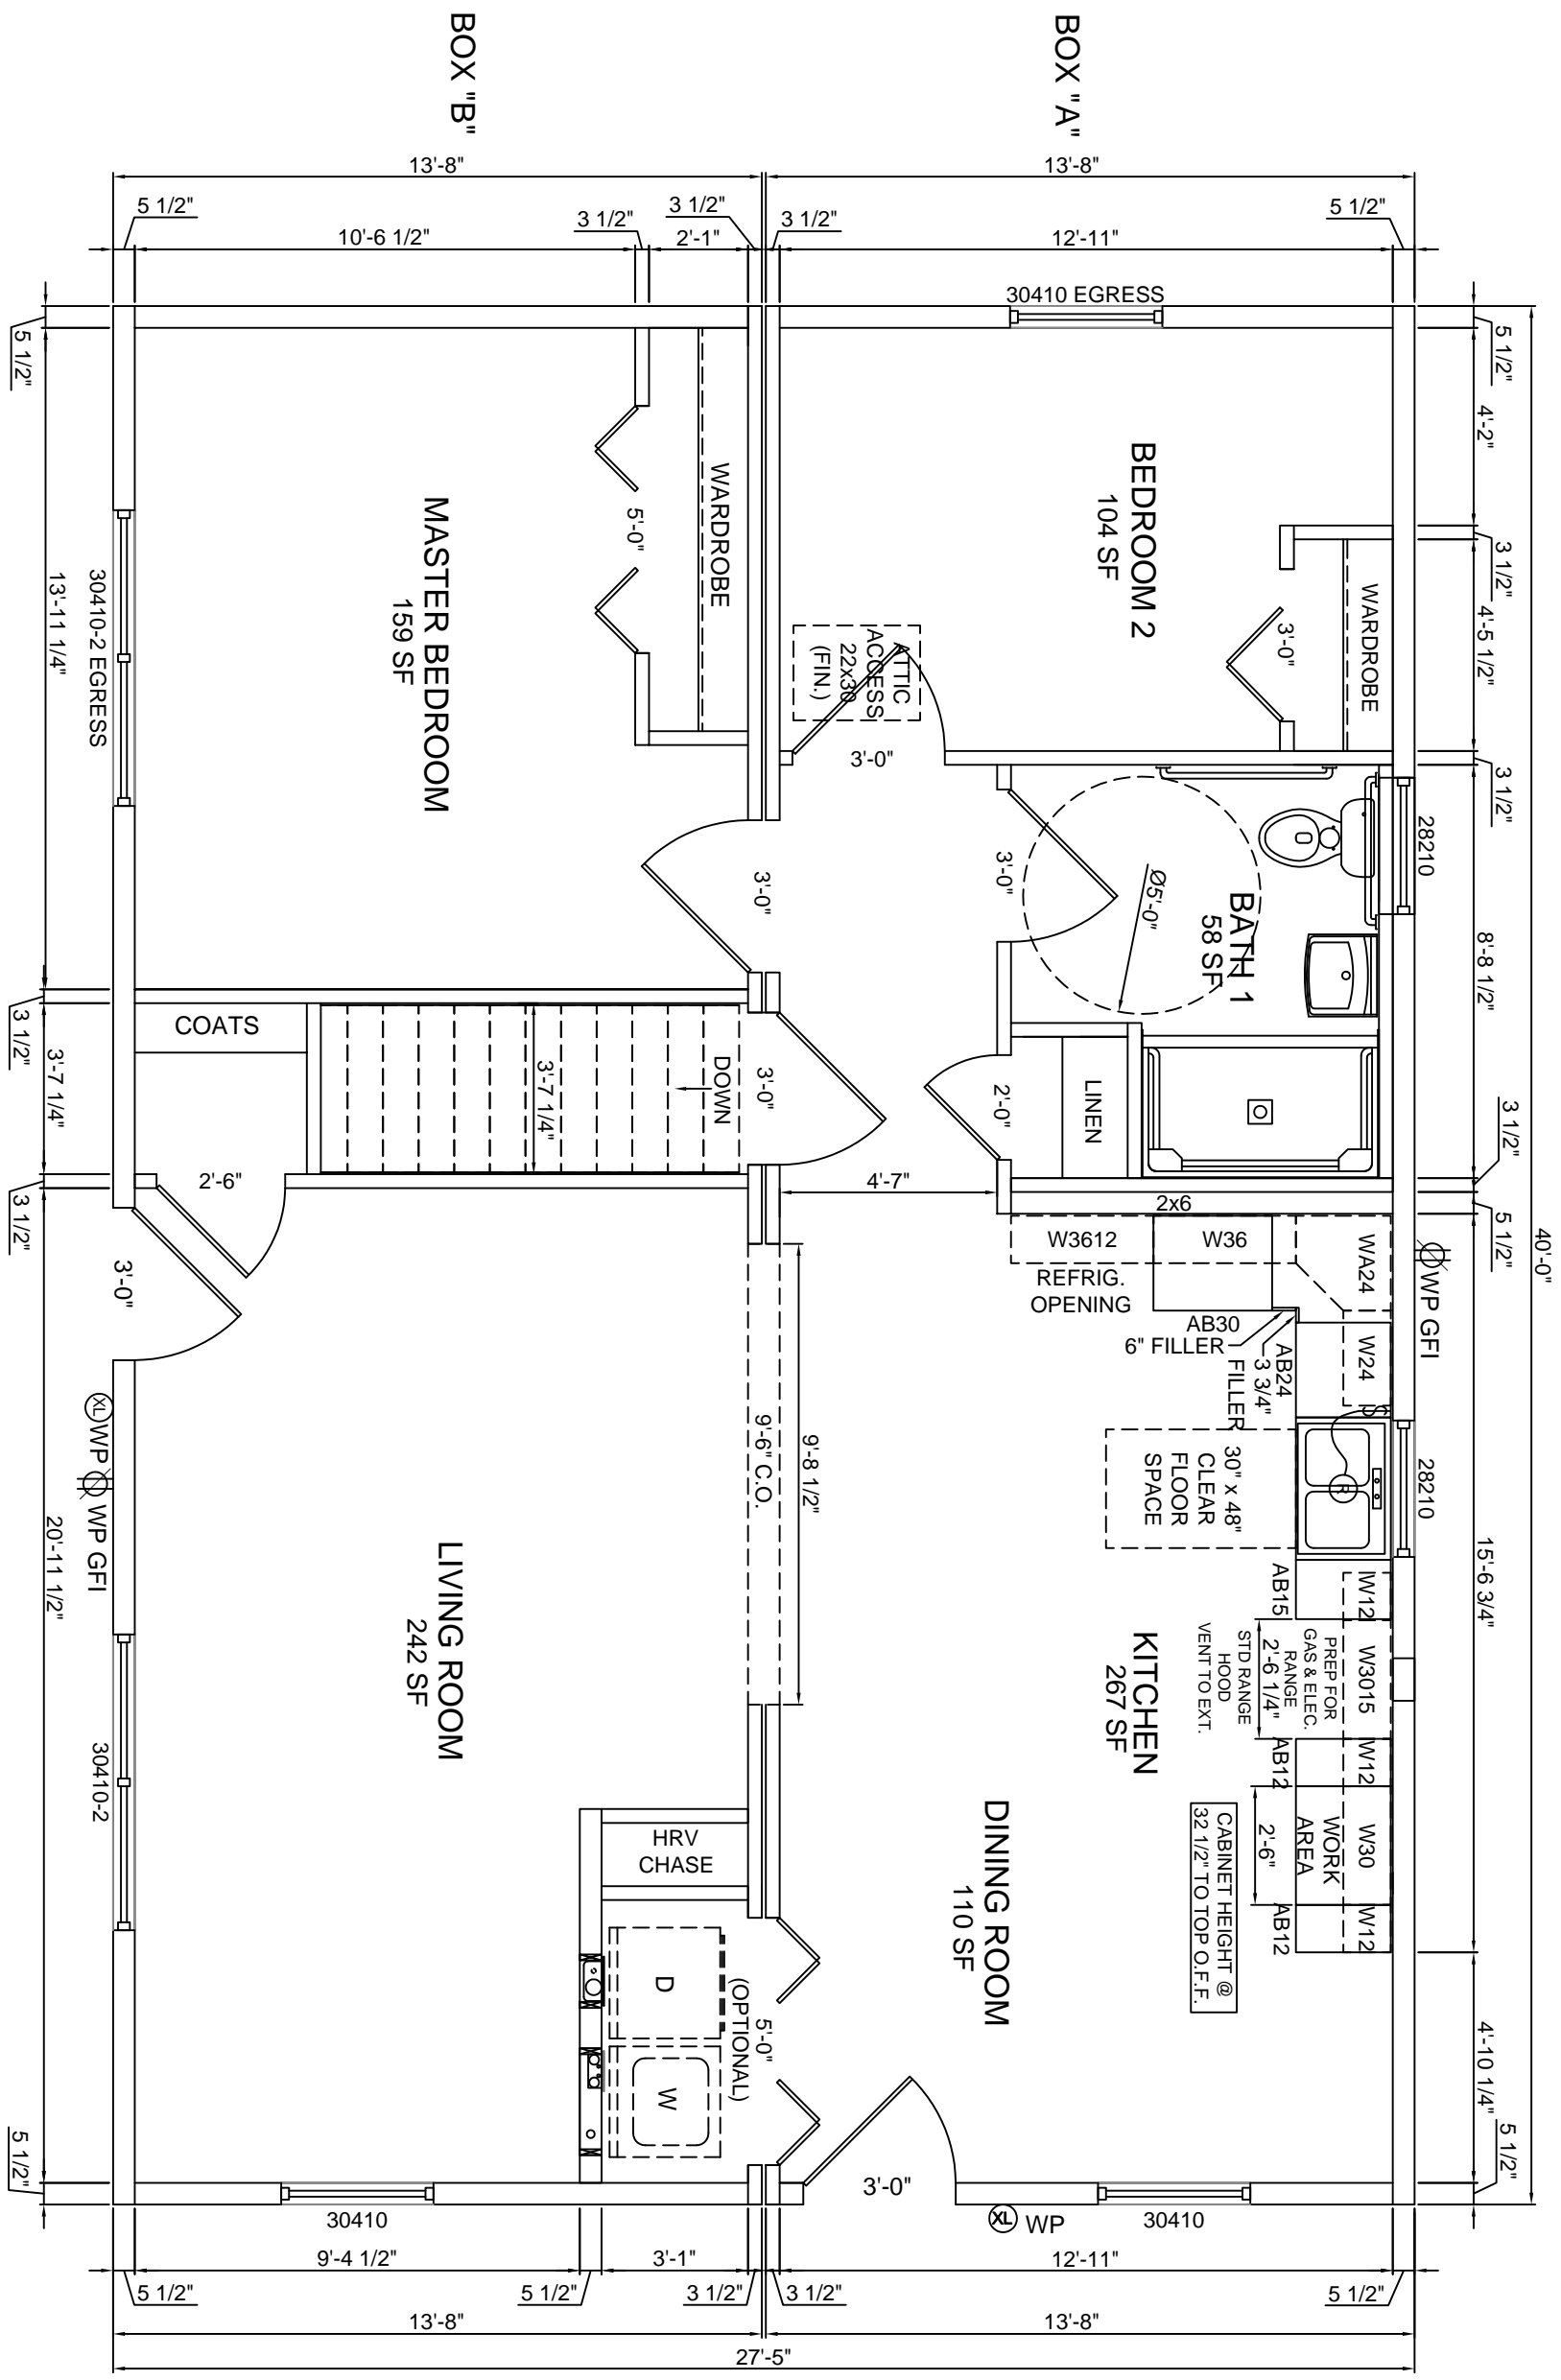 BOX "B"
BOX "A"
13'-8"
13'-8"
5 1/2"
10'-6 1/2"
3 1/2"
2'-1"
3 1/2"
3 1/2"
12'-11"
5 1/2"
30410 EGRESS
40'-0"
5 1/2"
4'-2"
3 1/2"
4'-5 1/2"
3 1/2"
8'-8 1/2"
3 1/2"
5 1/2"
15'-6 3/4"
4'-10 1/4"
5 1/2"
BEDROOM 2
104 SF
WARDROBE
3'-0"
ATTIC
ACCESS
22x30
(FIN.)
3'-0"
MASTER BEDROOM
159 SF
WARDROBE
5'-0"
30410-2 EGRESS
5 1/2"
13'-11 1/4"
3 1/2"
3'-7 1/4"
3 1/2"
20'-11 1/2"
5 1/2"
28210
BATH 1
58 SF
Ø5'-0"
3'-0"
3'-0"
LINEN
2'-0"
3'-0"
COATS
DOWN
3'-7 1/4"
2'-6"
3'-0"
4'-7"
2x6
W3612
W36
WA24
W24
REFRIG.
OPENING
AB30
6" FILLER
AB24
3 3/4"
FILLER
WP GFI
28210
S
R
30" x 48"
CLEAR
FLOOR
SPACE
9'-8 1/2"
9'-6" C.O.
XL WP
WP GFI
W12
AB15
W3015
PREP FOR
GAS & ELEC.
RANGE
2'-6 1/4"
STD RANGE
HOOD
VENT TO EXT.
W12
AB12
W30
WORK
AREA
2'-6"
W12
AB12
CABINET HEIGHT @
32 1/2" TO TOP O.F.F.
KITCHEN
267 SF
DINING ROOM
110 SF
LIVING ROOM
242 SF
30410-2
HRV
CHASE
D
W
(OPTIONAL)
5'-0"
3'-0"
XL WP
30410
30410
9'-4 1/2"
3'-1"
12'-11"
5 1/2"
5 1/2"
3 1/2"
3 1/2"
5 1/2"
13'-8"
13'-8"
27'-5"